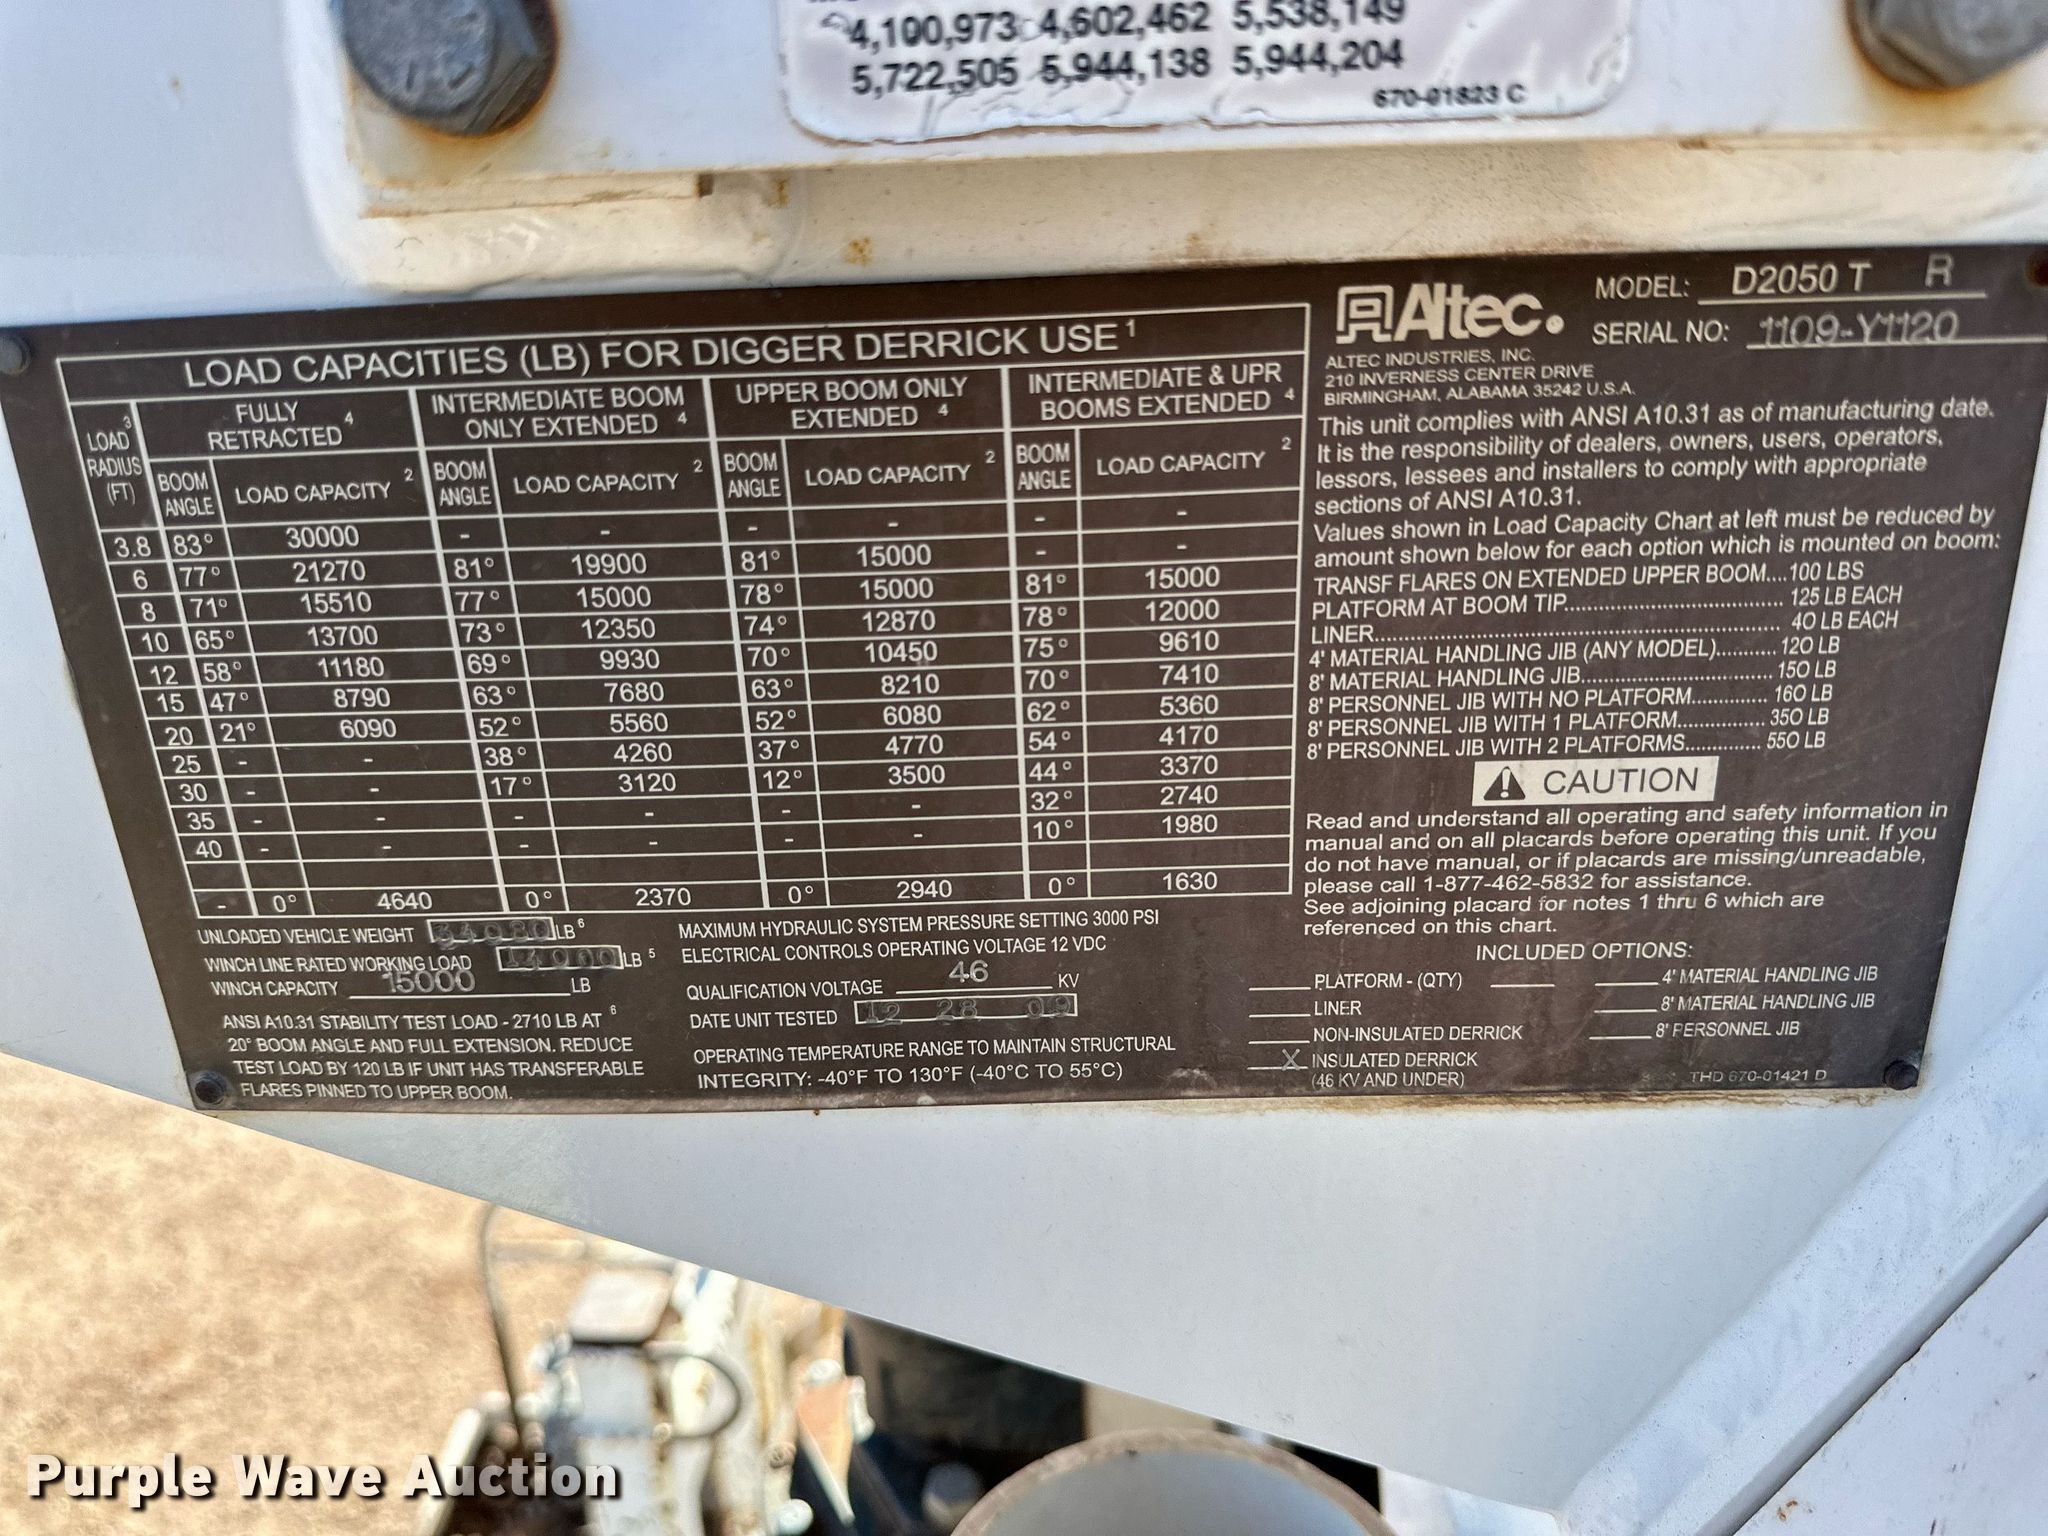 4,100,973 4,602,462 5,538,149
5,722,505 5,944,138 5,944,204
670-01823 C
LOAD CAPACITIES (LB) FOR DIGGER DERRICK USE 1
LOAD 3 RADIUS (FT)
FULLY RETRACTED 4
INTERMEDIATE BOOM ONLY EXTENDED 4
UPPER BOOM ONLY EXTENDED 4
INTERMEDIATE & UPR BOOMS EXTENDED 4
BOOM ANGLE LOAD CAPACITY 2 BOOM ANGLE LOAD CAPACITY 2 BOOM ANGLE LOAD CAPACITY 2 BOOM ANGLE LOAD CAPACITY 2
3.8 83° 30000 - - - - - -
6 77° 21270 81° 19900 81° 15000 - -
8 71° 15510 77° 15000 78° 15000 81° 15000
10 65° 13700 73° 12350 74° 12870 78° 12000
12 58° 11180 69° 9930 70° 10450 75° 9610
15 47° 8790 63° 7680 63° 8210 70° 7410
20 21° 6090 52° 5560 52° 6080 62° 5360
25 - - 38° 4260 37° 4770 54° 4170
30 - - 17° 3120 12° 3500 44° 3370
35 - - - - - - 32° 2740
40 - - - - - - 10° 1980
- 0° 4640 0° 2370 0° 2940 0° 1630
UNLOADED VEHICLE WEIGHT 34080 LB 6
WINCH LINE RATED WORKING LOAD LB 5
WINCH CAPACITY 15000 LB
ANSI A10.31 STABILITY TEST LOAD - 2710 LB AT 6
20° BOOM ANGLE AND FULL EXTENSION. REDUCE
TEST LOAD BY 120 LB IF UNIT HAS TRANSFERABLE
FLARES PINNED TO UPPER BOOM.
MAXIMUM HYDRAULIC SYSTEM PRESSURE SETTING 3000 PSI
ELECTRICAL CONTROLS OPERATING VOLTAGE 12 VDC
QUALIFICATION VOLTAGE 46 KV
DATE UNIT TESTED 12 28 09
OPERATING TEMPERATURE RANGE TO MAINTAIN STRUCTURAL
INTEGRITY: -40°F TO 130°F (-40°C TO 55°C)
Altec.
MODEL: D2050 T R
SERIAL NO: 1109-Y1120
ALTEC INDUSTRIES, INC.
210 INVERNESS CENTER DRIVE
BIRMINGHAM, ALABAMA 35242 U.S.A.
This unit complies with ANSI A10.31 as of manufacturing date.
It is the responsibility of dealers, owners, users, operators,
lessors, lessees and installers to comply with appropriate
sections of ANSI A10.31.
Values shown in Load Capacity Chart at left must be reduced by
amount shown below for each option which is mounted on boom:
TRANSF FLARES ON EXTENDED UPPER BOOM....100 LBS
PLATFORM AT BOOM TIP........ 125 LB EACH
LINER........ 40 LB EACH
4' MATERIAL HANDLING JIB (ANY MODEL)........ 120 LB
8' MATERIAL HANDLING JIB........ 150 LB
8' PERSONNEL JIB WITH NO PLATFORM........ 160 LB
8' PERSONNEL JIB WITH 1 PLATFORM........ 350 LB
8' PERSONNEL JIB WITH 2 PLATFORMS........ 550 LB
CAUTION
Read and understand all operating and safety information in
manual and on all placards before operating this unit. If you
do not have manual, or if placards are missing/unreadable,
please call 1-877-462-5832 for assistance.
See adjoining placard for notes 1 thru 6 which are
referenced on this chart.
INCLUDED OPTIONS:
____ PLATFORM - (QTY) ____ ____ 4' MATERIAL HANDLING JIB
____ LINER ____ 8' MATERIAL HANDLING JIB
____ NON-INSULATED DERRICK ____ 8' PERSONNEL JIB
X INSULATED DERRICK
(46 KV AND UNDER)
THD 670-01421 D
Purple Wave Auction